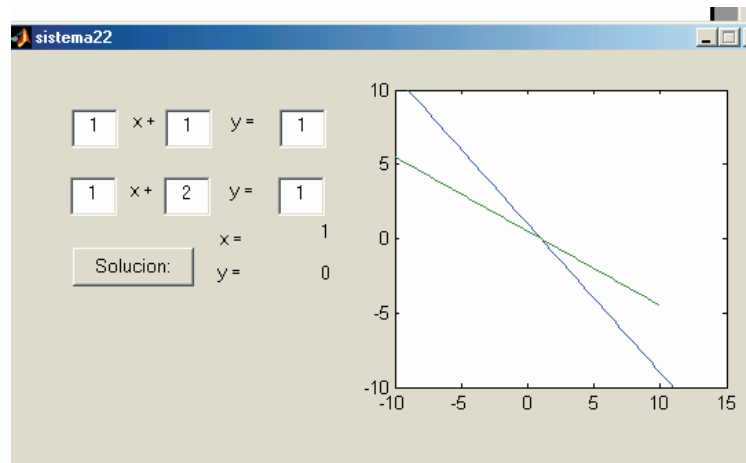 sistema22
1 x + 1 y = 1
1 x + 2 y = 1
Solucion:
x = 1
y = 0
10
5
0
-5
-10
-10 -5 0 5 10 15